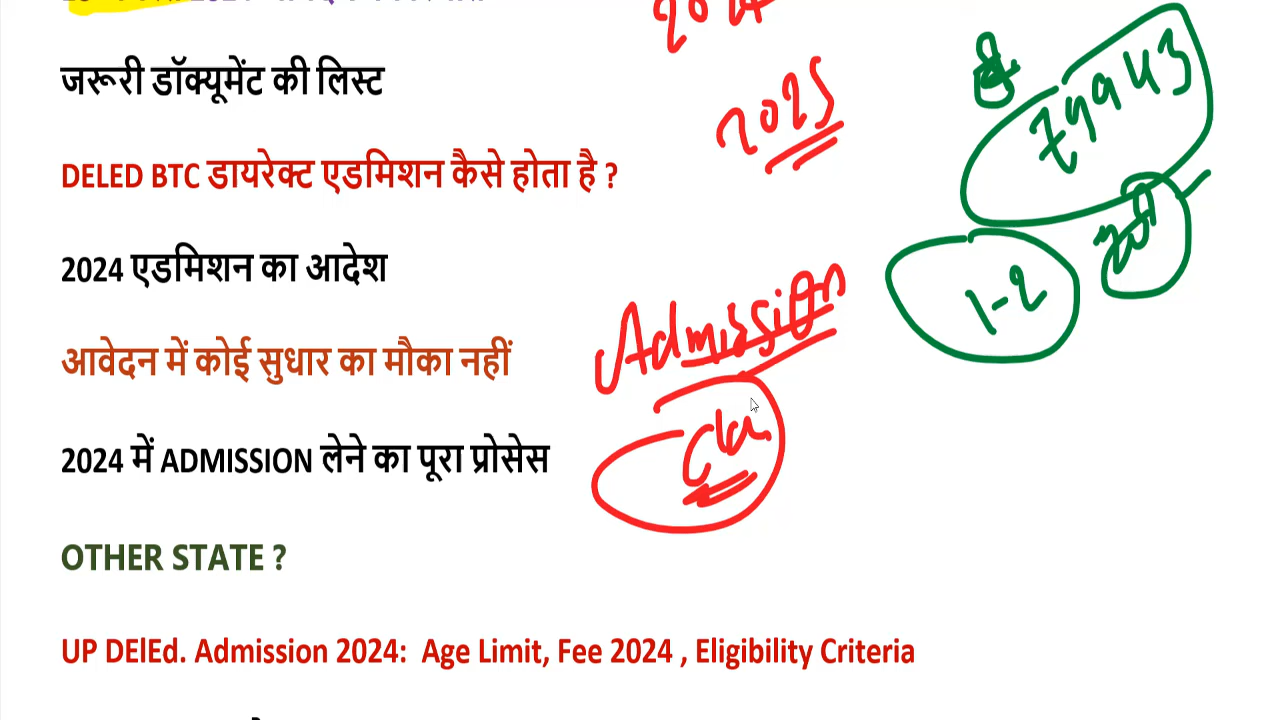 जरूरी डॉक्यूमेंट की लिस्ट
2025
DELED BTC डायरेक्ट एडमिशन कैसे होता है ?
2024 एडमिशन का आदेश
1-2
Admission
आवेदन में कोई सुधार का मौका नहीं
2024 में ADMISSION लेने का पूरा प्रोसेस
OTHER STATE ?
UP DElEd. Admission 2024: Age Limit, Fee 2024 , Eligibility Criteria